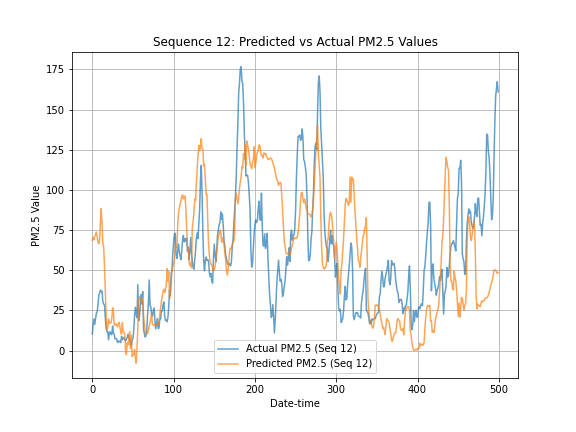 Sequence 12: Predicted vs Actual PM2.5 Values
PM2.5 Value
175
150
125
100
75
50
25
0
0 100 200 300 400 500
Date-time
Actual PM2.5 (Seq 12)
Predicted PM2.5 (Seq 12)